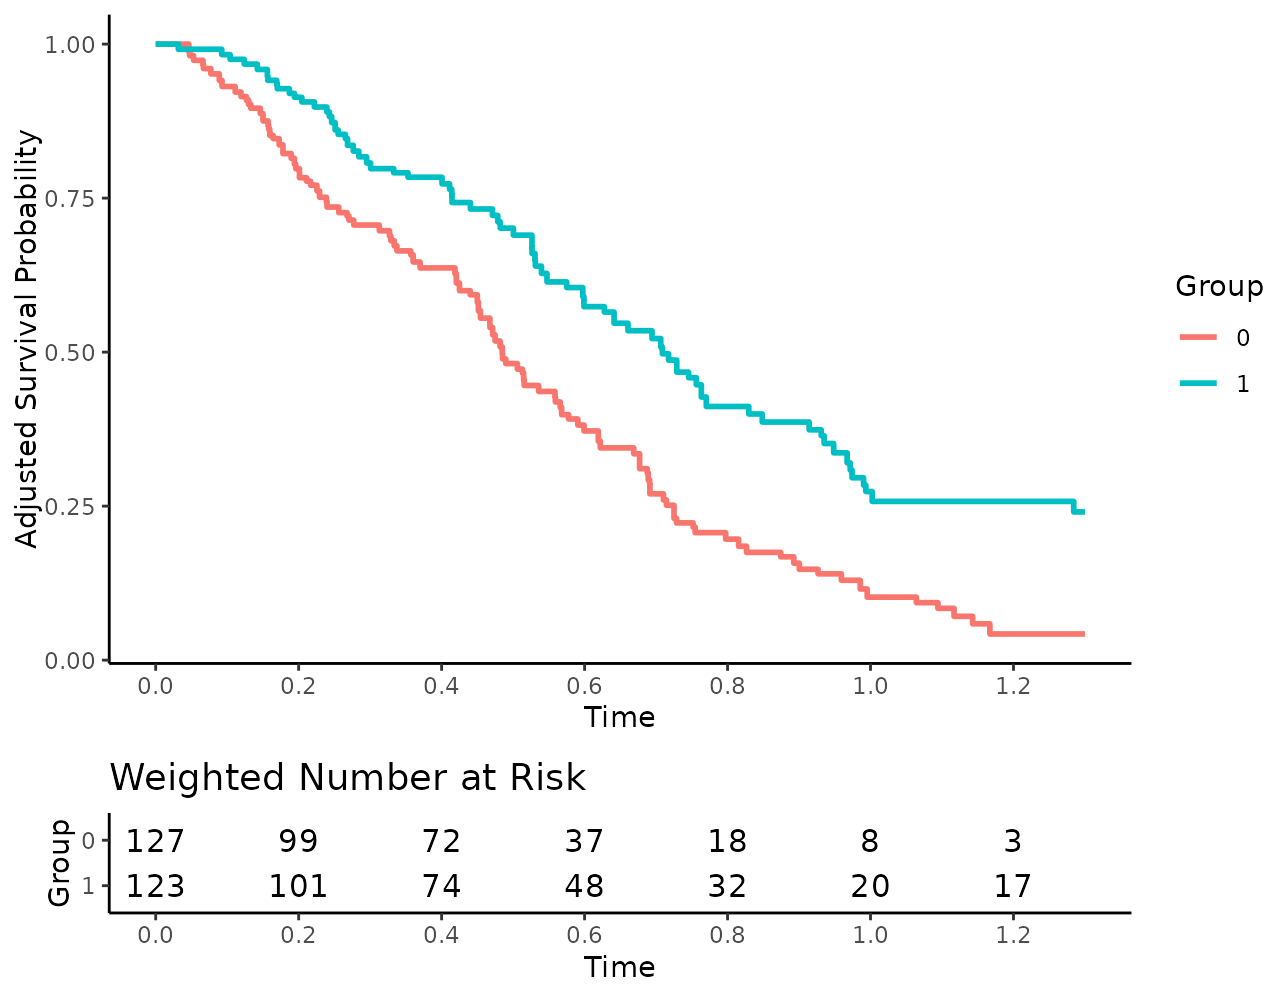 Adjusted Survival Probability
1.00
0.75
0.50
0.25
0.00
0.0 0.2 0.4 0.6 0.8 1.0 1.2
Time
Group
0
1
Weighted Number at Risk
Group
0 127 99 72 37 18 8 3
1 123 101 74 48 32 20 17
0.0 0.2 0.4 0.6 0.8 1.0 1.2
Time